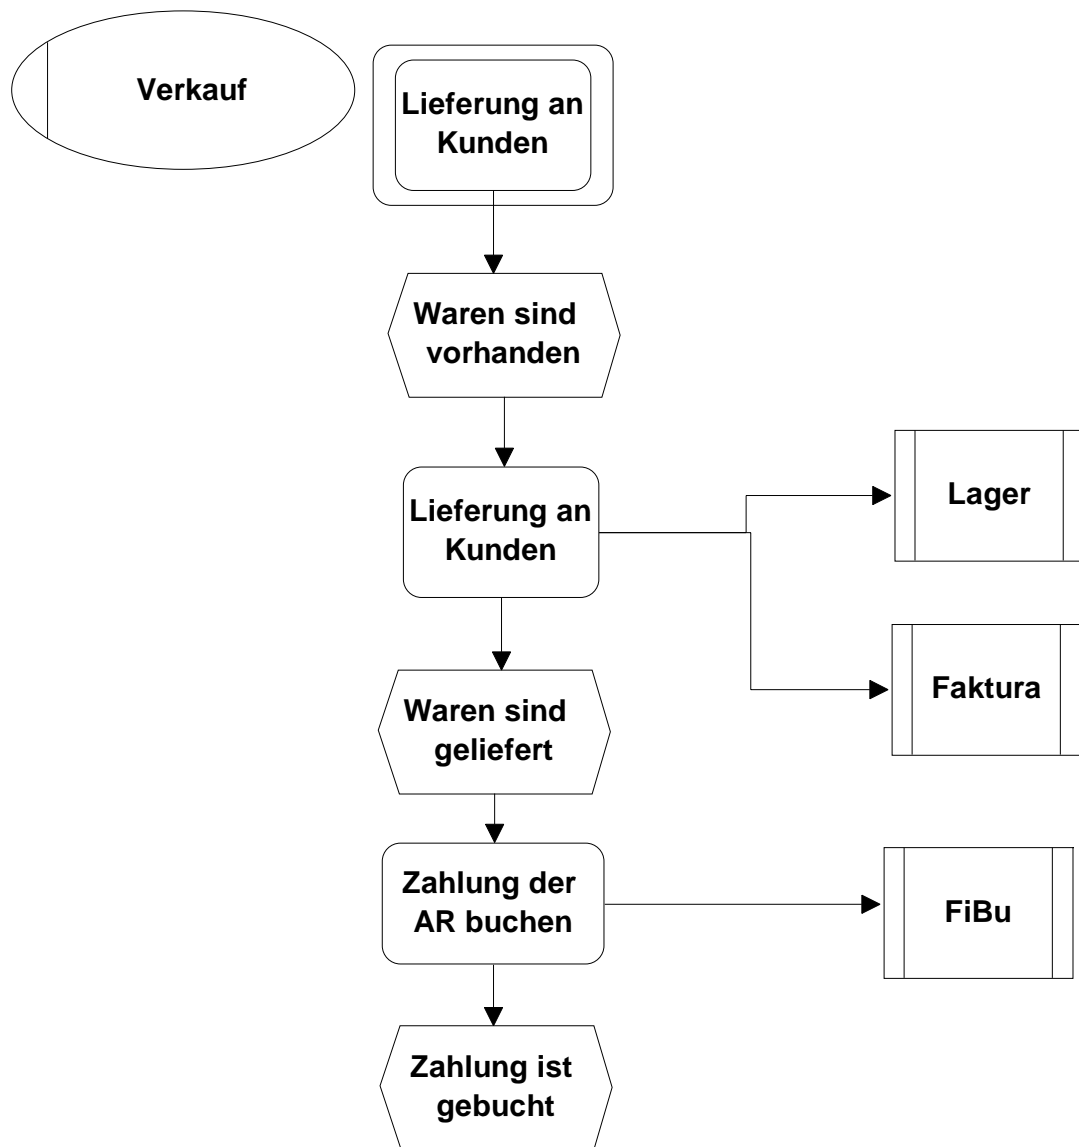 Verkauf
Lieferung an
Kunden
Waren sind
vorhanden
Lieferung an
Kunden
Lager
Faktura
Waren sind
geliefert
Zahlung der
AR buchen
FiBu
Zahlung ist
gebucht